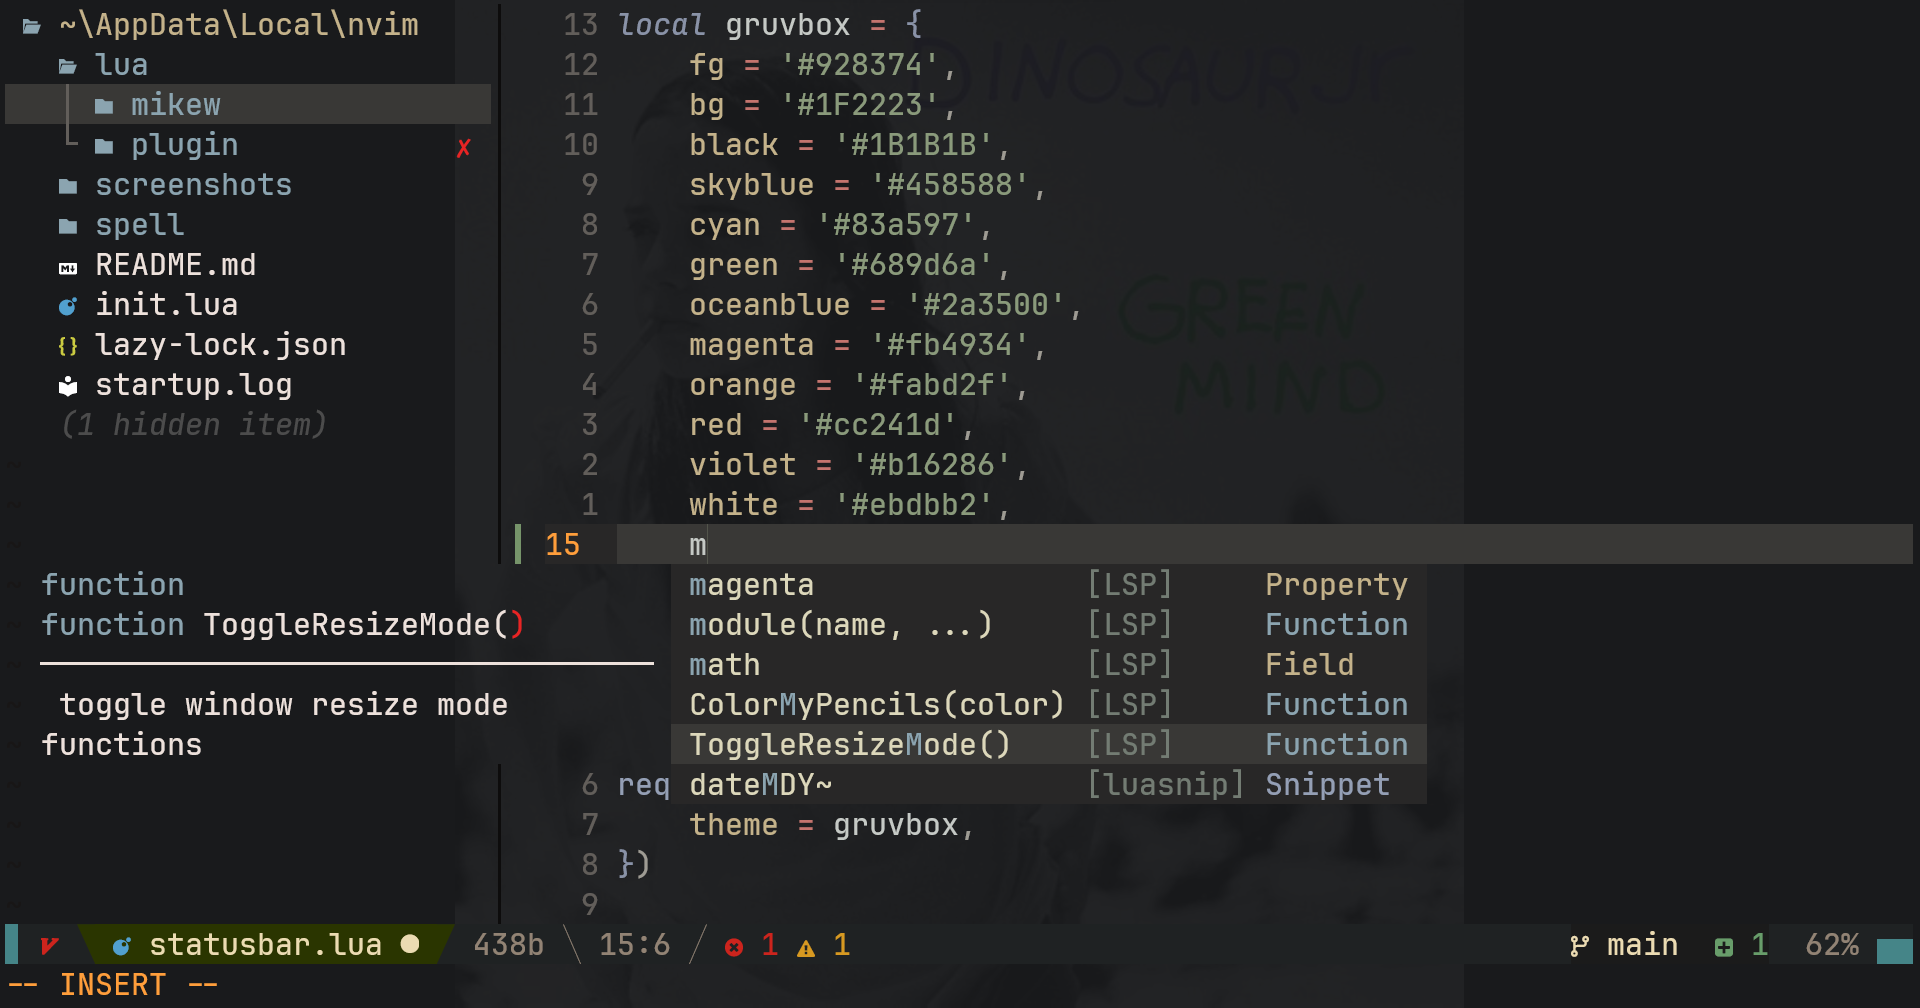 ~\AppData\Local\nvim
lua
mikew
plugin ✗
screenshots
spell
README.md
init.lua
lazy-lock.json
startup.log
(1 hidden item)
function
function ToggleResizeMode()
toggle window resize mode
functions
13 local gruvbox = {
12 fg = '#928374',
11 bg = '#1F2223',
10 black = '#1B1B1B',
9 skyblue = '#458588',
8 cyan = '#83a597',
7 green = '#689d6a',
6 oceanblue = '#2a3500',
5 magenta = '#fb4934',
4 orange = '#fabd2f',
3 red = '#cc241d',
2 violet = '#b16286',
1 white = '#ebdbb2',
15 m
magenta [LSP] Property
module(name, ...) [LSP] Function
math [LSP] Field
ColorMyPencils(color) [LSP] Function
ToggleResizeMode() [LSP] Function
6 req dateMDY~ [luasnip] Snippet
7 theme = gruvbox,
8 })
9
DINOSAUR Jr
GREEN
MIND
statusbar.lua ● 438b 15:6 1 1 main 1 62%
-- INSERT --